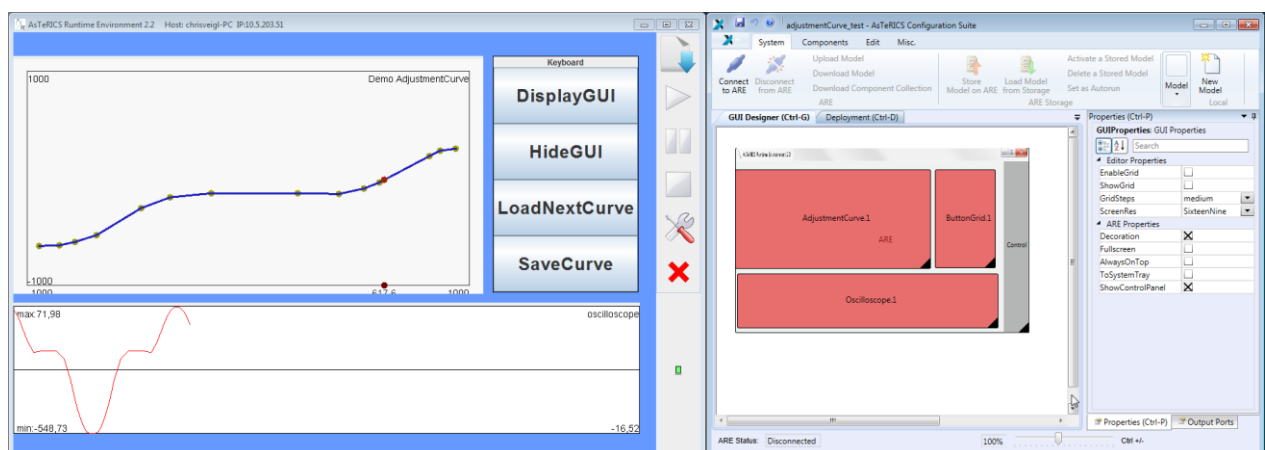 AsTeRICS Runtime Environment 2.2 Host: chrisveigl-PC IP:10.5.203.51
1000
Demo AdjustmentCurve
-1000
-1000
617,6
1000
Keyboard
DisplayGUI
HideGUI
LoadNextCurve
SaveCurve
max:71,98
oscilloscope
min:-548,73
-16,52
adjustmentCurve_test - AsTeRICS Configuration Suite
System Components Edit Misc.
Connect to ARE
Disconnect from ARE
Upload Model
Download Model
Download Component Collection
ARE
Store Model on ARE
Load Model from Storage
Activate a Stored Model
Delete a Stored Model
Set as Autorun
ARE Storage
Model
New Model
Local
GUI Designer (Ctrl-G) Deployment (Ctrl-D)
AdjustmentCurve.1
ARE
ButtonGrid.1
Control
Oscilloscope.1
Properties (Ctrl-P)
GUIProperties: GUI Properties
Search
Editor Properties
EnableGrid
ShowGrid
GridSteps medium
ScreenRes SixteenNine
ARE Properties
Decoration
Fullscreen
AlwaysOnTop
ToSystemTray
ShowControlPanel
Properties (Ctrl-P) Output Ports
ARE Status: Disconnected
100%
Ctrl +/-